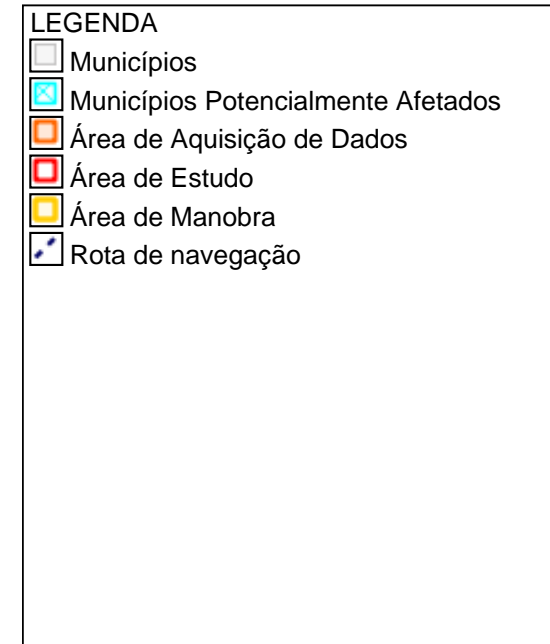 LEGENDA
Municípios
Municípios Potencialmente Afetados
Área de Aquisição de Dados
Área de Estudo
Área de Manobra
Rota de navegação